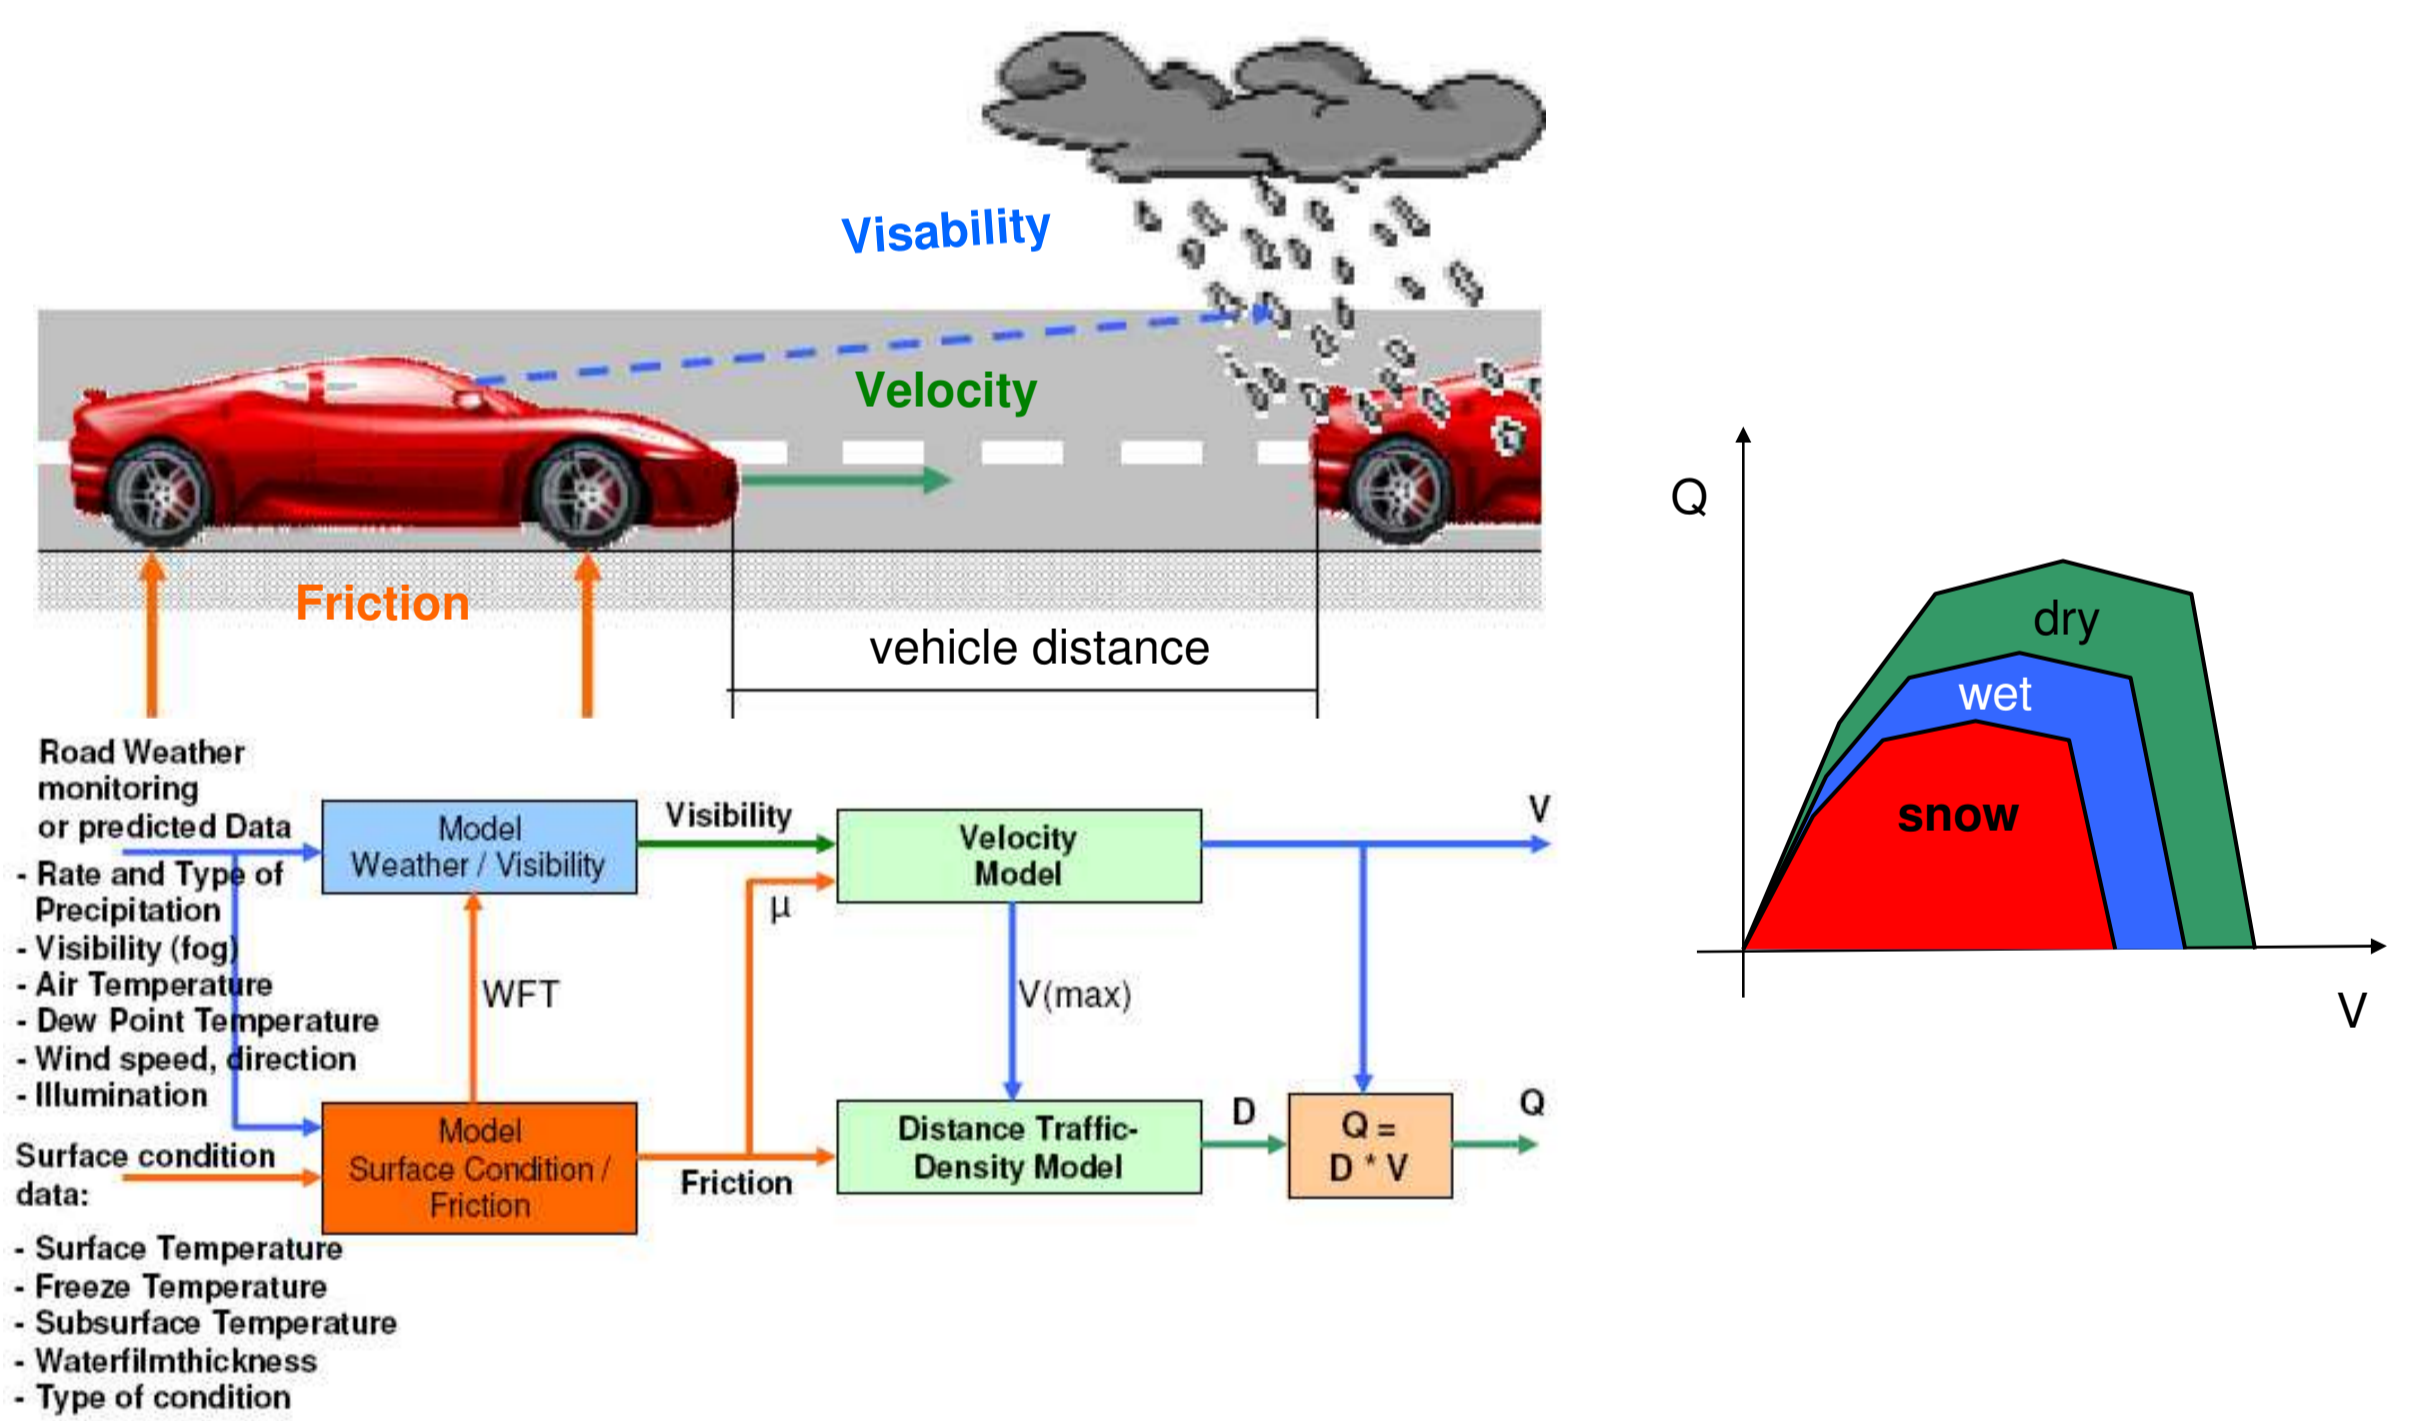 Visability
Velocity
Friction
vehicle distance
Q
dry
wet
snow
V
Road Weather
monitoring
or predicted Data
- Rate and Type of
Precipitation
- Visibility (fog)
- Air Temperature
- Dew Point Temperature
- Wind speed, direction
- Illumination
Surface condition
data:
- Surface Temperature
- Freeze Temperature
- Subsurface Temperature
- Waterfilmthickness
- Type of condition
Model
Weather / Visibility
WFT
Model
Surface Condition /
Friction
Visibility
μ
Friction
Velocity
Model
V(max)
Distance Traffic-
Density Model
V
D
Q =
D * V
Q